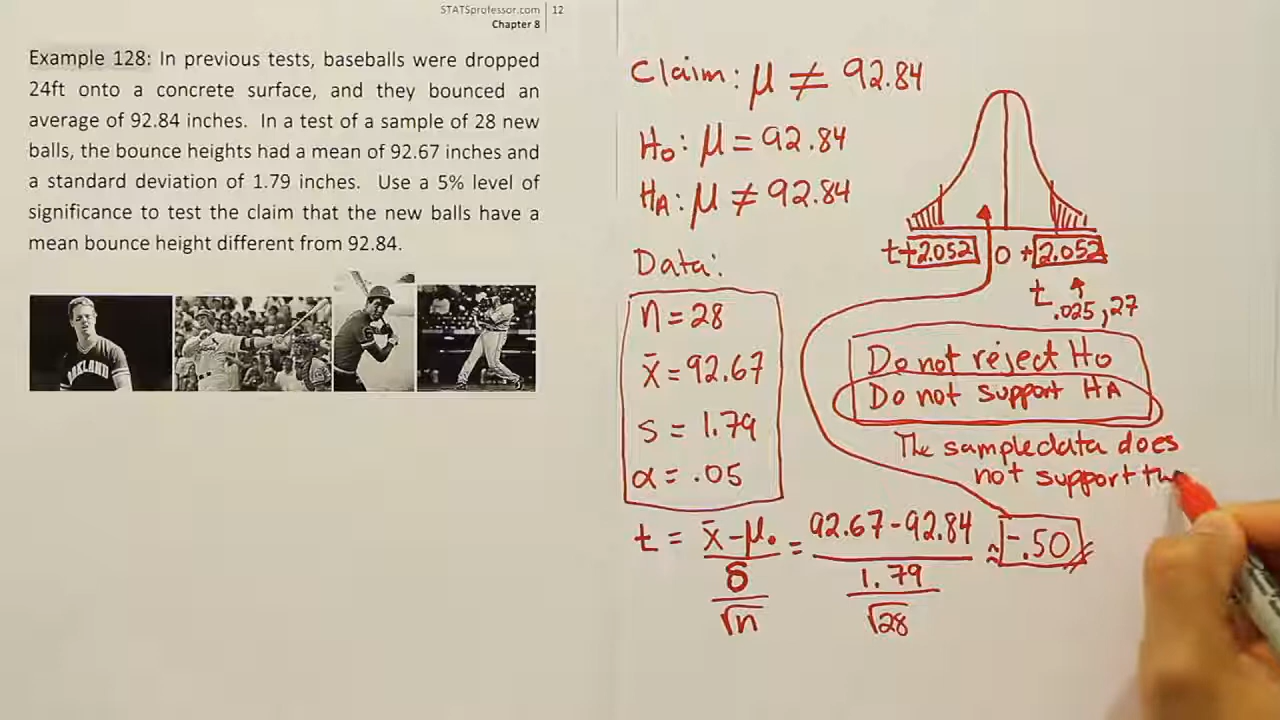 STATSprofessor.com | 12
Chapter 8
Example 128: In previous tests, baseballs were dropped
24ft onto a concrete surface, and they bounced an
average of 92.84 inches. In a test of a sample of 28 new
balls, the bounce heights had a mean of 92.67 inches and
a standard deviation of 1.79 inches. Use a 5% level of
significance to test the claim that the new balls have a
mean bounce height different from 92.84.
OAKLAND
Claim: μ ≠ 92.84
H₀: μ = 92.84
HA: μ ≠ 92.84
Data:
n = 28
x̄ = 92.67
s = 1.79
α = .05
t = x̄ - μ₀ / s / √n = 92.67 - 92.84 / 1.79 / √28 ≈ -.50
2.052 0 +2.052
t .025, 27
Do not reject H₀
Do not support HA
The sample data does
not support